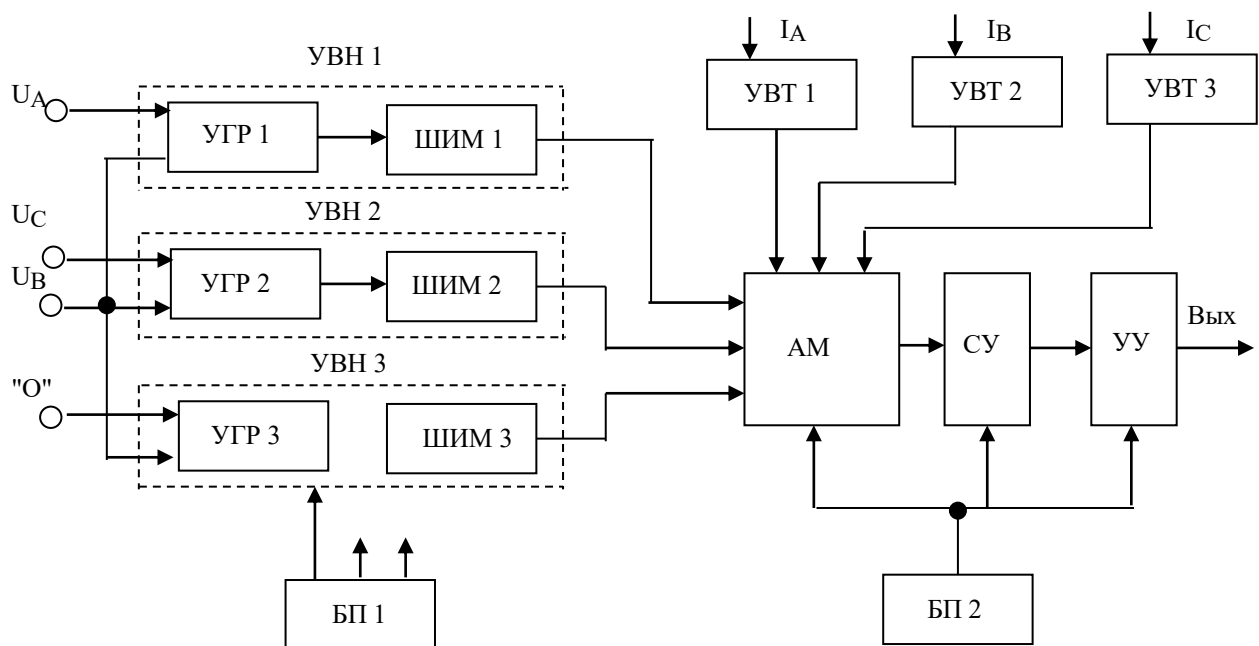 IA
IB
IC
УВН 1
UA
УГР 1
ШИМ 1
УВТ 1
УВТ 2
УВТ 3
UC
УВН 2
UB
УГР 2
ШИМ 2
АМ
СУ
УУ
Вых
УВН 3
"О"
УГР 3
ШИМ 3
БП 1
БП 2